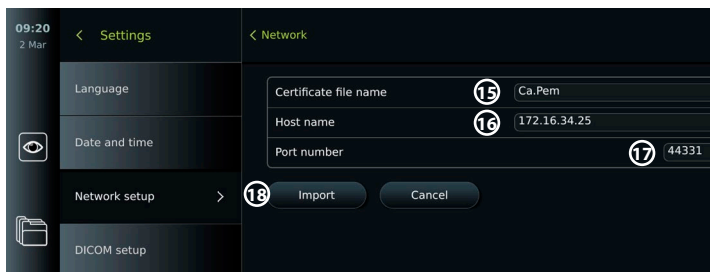 09:20
2 Mar
< Settings
< Network
Language
Date and time
Network setup >
DICOM setup
Certificate file name 15 Ca.Pem
Host name 16 172.16.34.25
Port number 17 44331
18 Import Cancel